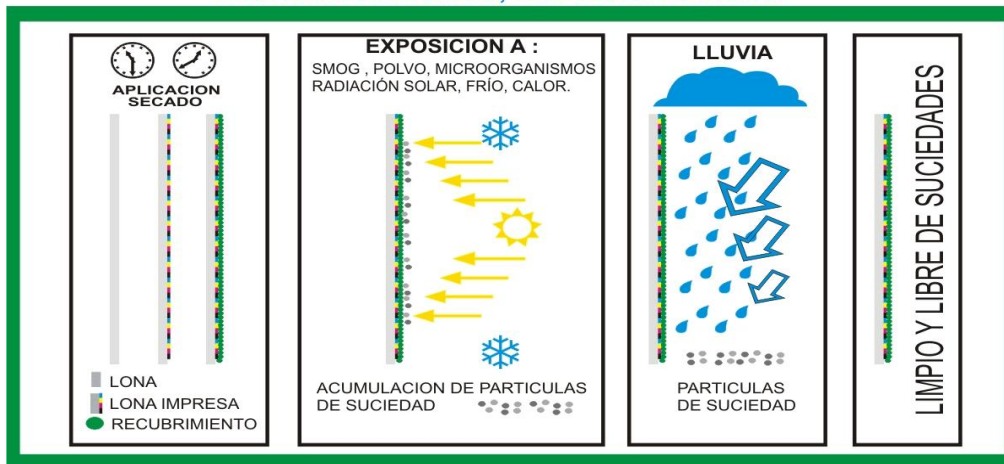 APLICACION
SECADO
LONA
LONA IMPRESA
RECUBRIMIENTO
EXPOSICION A :
SMOG , POLVO, MICROORGANISMOS
RADIACIÓN SOLAR, FRÍO, CALOR.
ACUMULACION DE PARTICULAS
DE SUCIEDAD
LLUVIA
PARTICULAS
DE SUCIEDAD
LIMPIO Y LIBRE DE SUCIEDADES